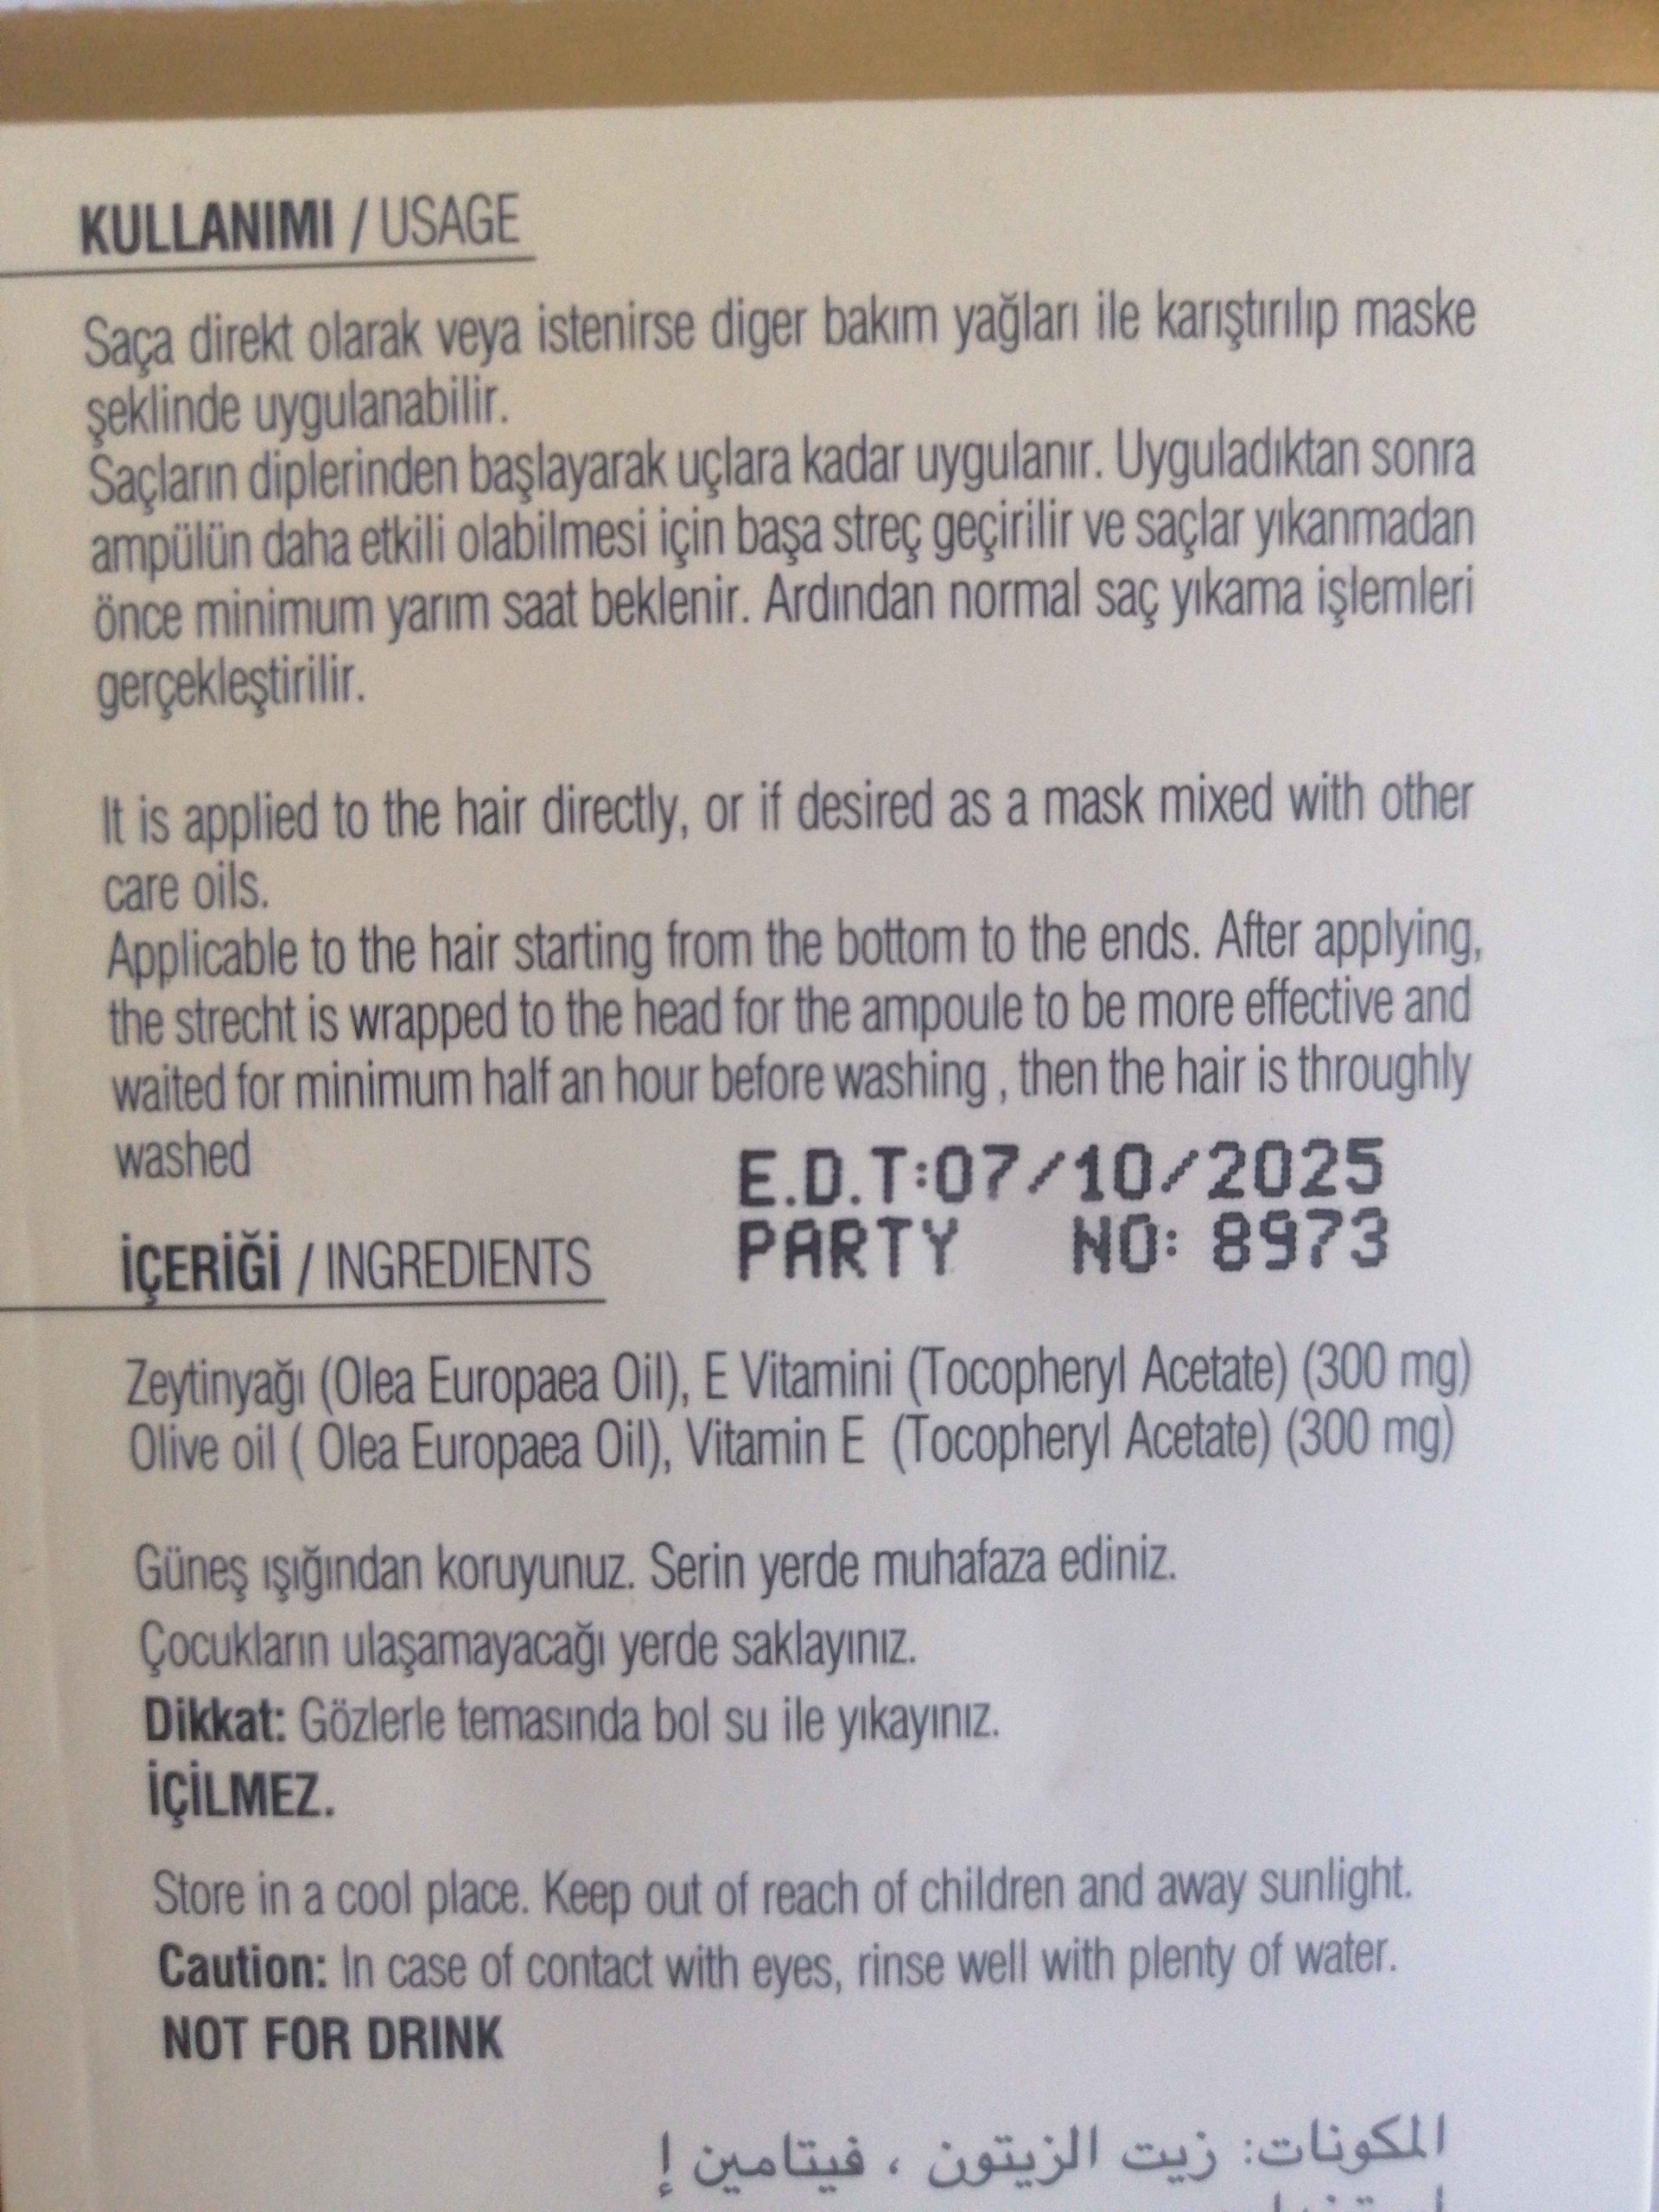 KULLANIMI / USAGE
Saça direkt olarak veya istenirse diger bakım yağları ile karıştırılıp maske
şeklinde uygulanabilir.
Saçların diplerinden başlayarak uçlara kadar uygulanır. Uyguladıktan sonra
ampülün daha etkili olabilmesi için başa streç geçirilir ve saçlar yıkanmadan
önce minimum yarım saat beklenir. Ardından normal saç yıkama işlemleri
gerçekleştirilir.
It is applied to the hair directly, or if desired as a mask mixed with other
care oils.
Applicable to the hair starting from the bottom to the ends. After applying,
the strecht is wrapped to the head for the ampoule to be more effective and
waited for minimum half an hour before washing , then the hair is throughly
washed
E.D.T:07/10/2025
PARTY NO: 8973
İÇERİĞİ / INGREDIENTS
Zeytinyağı (Olea Europaea Oil), E Vitamini (Tocopheryl Acetate) (300 mg)
Olive oil ( Olea Europaea Oil), Vitamin E (Tocopheryl Acetate) (300 mg)
Güneş ışığından koruyunuz. Serin yerde muhafaza ediniz.
Çocukların ulaşamayacağı yerde saklayınız.
Dikkat: Gözlerle temasında bol su ile yıkayınız.
İÇİLMEZ.
Store in a cool place. Keep out of reach of children and away sunlight.
Caution: In case of contact with eyes, rinse well with plenty of water.
NOT FOR DRINK
المكونات: زيت الزيتون ، فيتامين إ